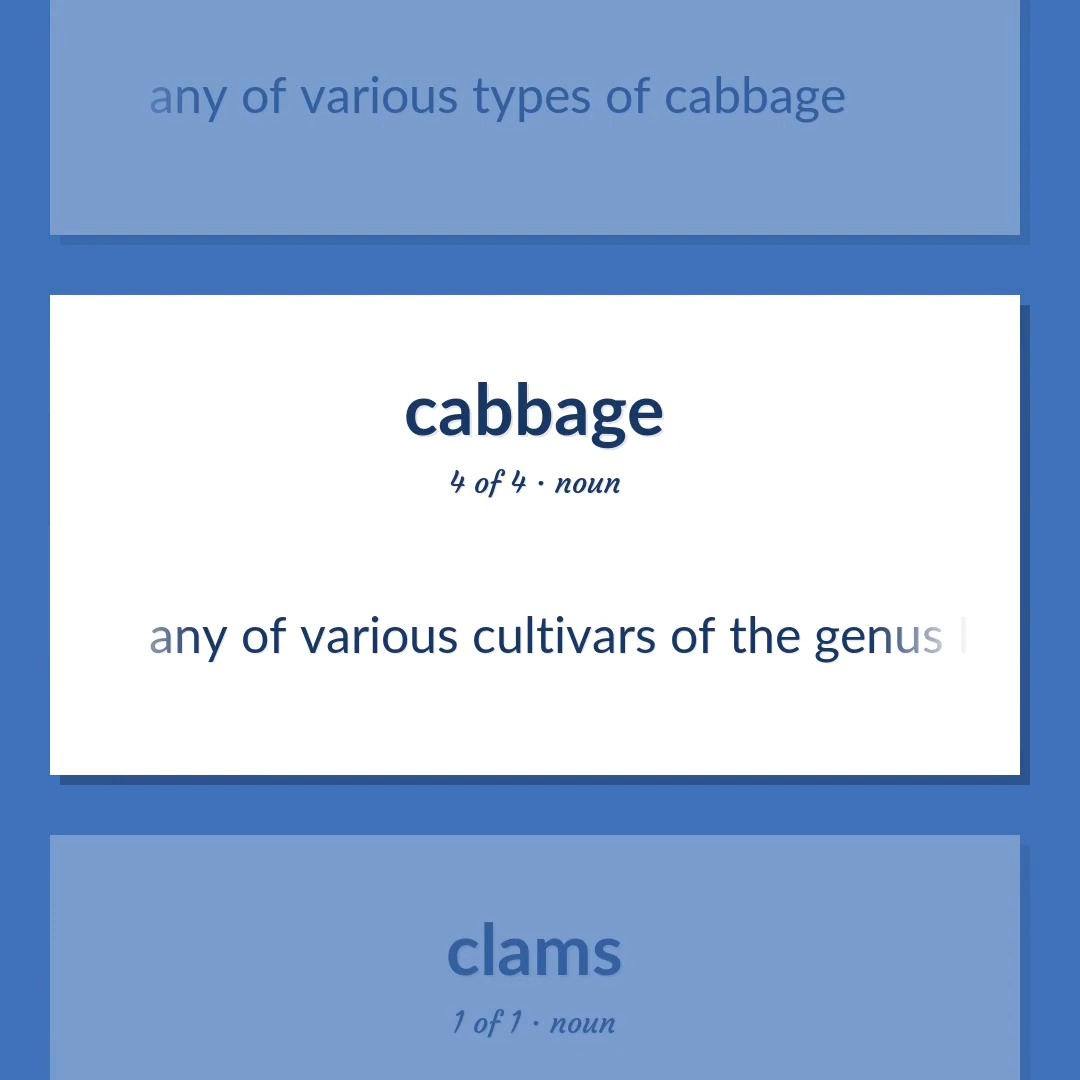 any of various types of cabbage
cabbage
4 of 4 · noun
any of various cultivars of the genus
clams
1 of 1 · noun